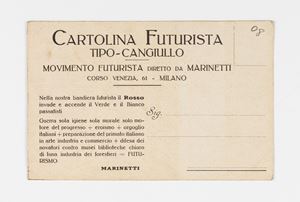 CARTOLINA FUTURISTA
TIPO-CANGIULLO
MOVIMENTO FUTURISTA DIRETTO DA MARINETTI
CORSO VENEZIA, 61 - MILANO
Nella nostra bandiera futurista il Rosso
invade e accende il Verde e il Bianco
passatisti
Guerra sola igiene sola morale solo mo-
tore del progresso + eroismo + orgoglio
italiani + preparazione del primato italiano
in arte industria e commercio + difesa dei
novatori contro musei biblioteche chiaro
di luna industria dei forestieri = FUTU-
RISMO
MARINETTI
Sig.